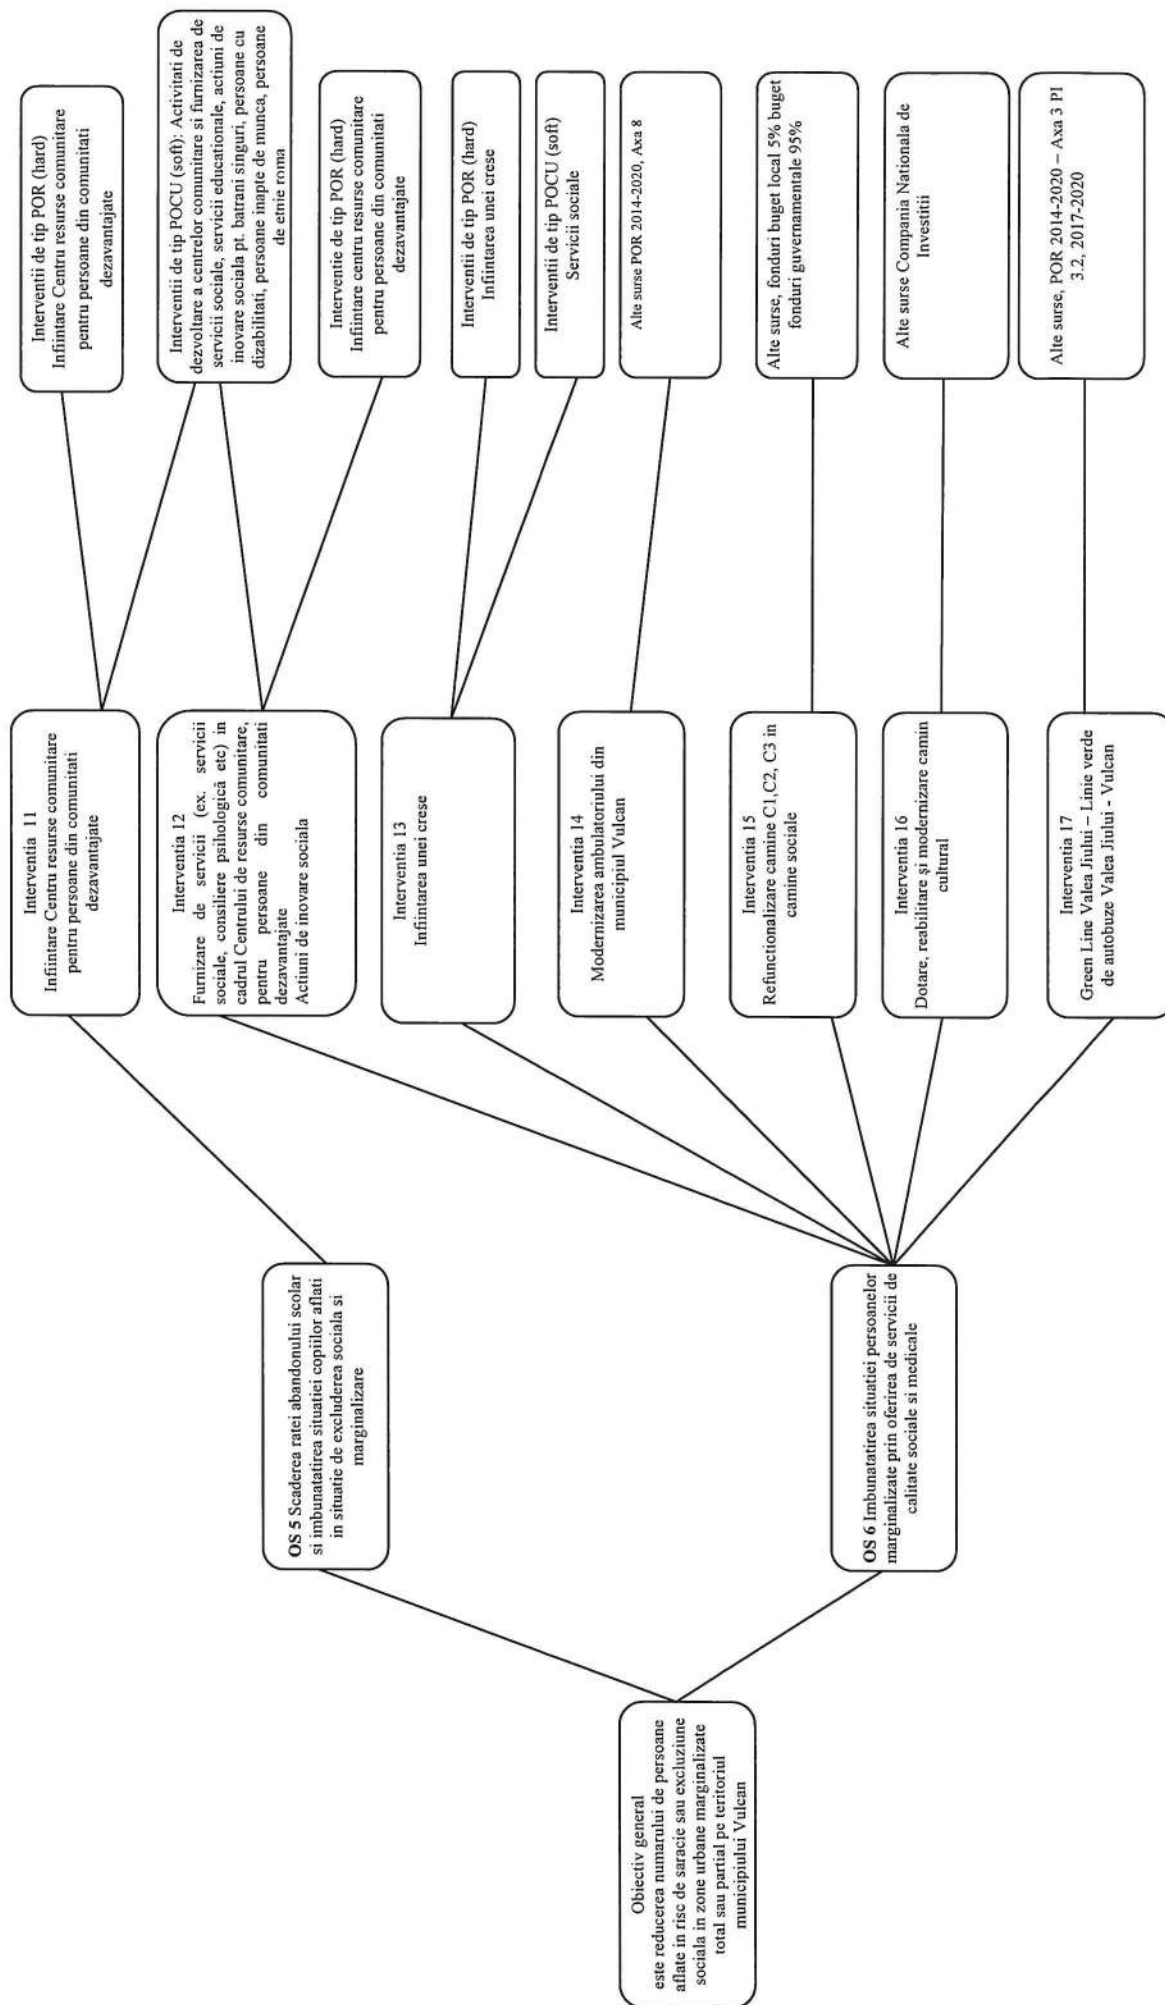 Obiectiv general
este reducerea numarului de persoane
aflate in risc de saracie sau excluziune
sociala in zone urbane marginalizate
total sau partial pe teritoriul
municipiului Vulcan
OS 5 Scaderea ratei abandonului scolar
si imbunatatirea situatiei copiilor aflati
in situatie de excluderea sociala si
marginalizare
OS 6 Imbunatatirea situatiei persoanelor
marginalizate prin oferirea de servicii de
calitate sociale si medicale
Interventia 11
Infiintare Centru resurse comunitare
pentru persoane din comunitati
dezavantajate
Interventia 12
Furnizare de servicii (ex. servicii
sociale, consiliere psihologică etc) in
cadrul Centrului de resurse comunitare,
pentru persoane din comunitati
dezavantajate
Actiuni de inovare sociala
Interventia 13
Infiintarea unei crese
Interventia 14
Modernizarea ambulatoriului din
municipiul Vulcan
Interventia 15
Refunctionalizare camine C1,C2, C3 in
camine sociale
Interventia 16
Dotare, reabilitare şi modernizare camin
cultural
Interventia 17
Green Line Valea Jiului – Linie verde
de autobuze Valea Jiului - Vulcan
Interventii de tip POR (hard)
Infiintare Centru resurse comunitare
pentru persoane din comunitati
dezavantajate
Interventii de tip POCU (soft): Activitati de
dezvoltare a centrelor comunitare si furnizarea de
servicii sociale, servicii educationale, actiuni de
inovare sociala pt. batrani singuri, persoane cu
dizabilitati, persoane inapte de munca, persoane
de etnie roma
Interventie de tip POR (hard)
Infiintare centru resurse comunitare
pentru persoane din comunitati
dezavantajate
Interventii de tip POR (hard)
Infiintarea unei crese
Interventii de tip POCU (soft)
Servicii sociale
Alte surse POR 2014-2020, Axa 8
Alte surse, fonduri buget local 5% buget
fonduri guvernamentale 95%
Alte surse Compania Nationala de
Investitii
Alte surse, POR 2014-2020 – Axa 3 PI
3.2, 2017-2020